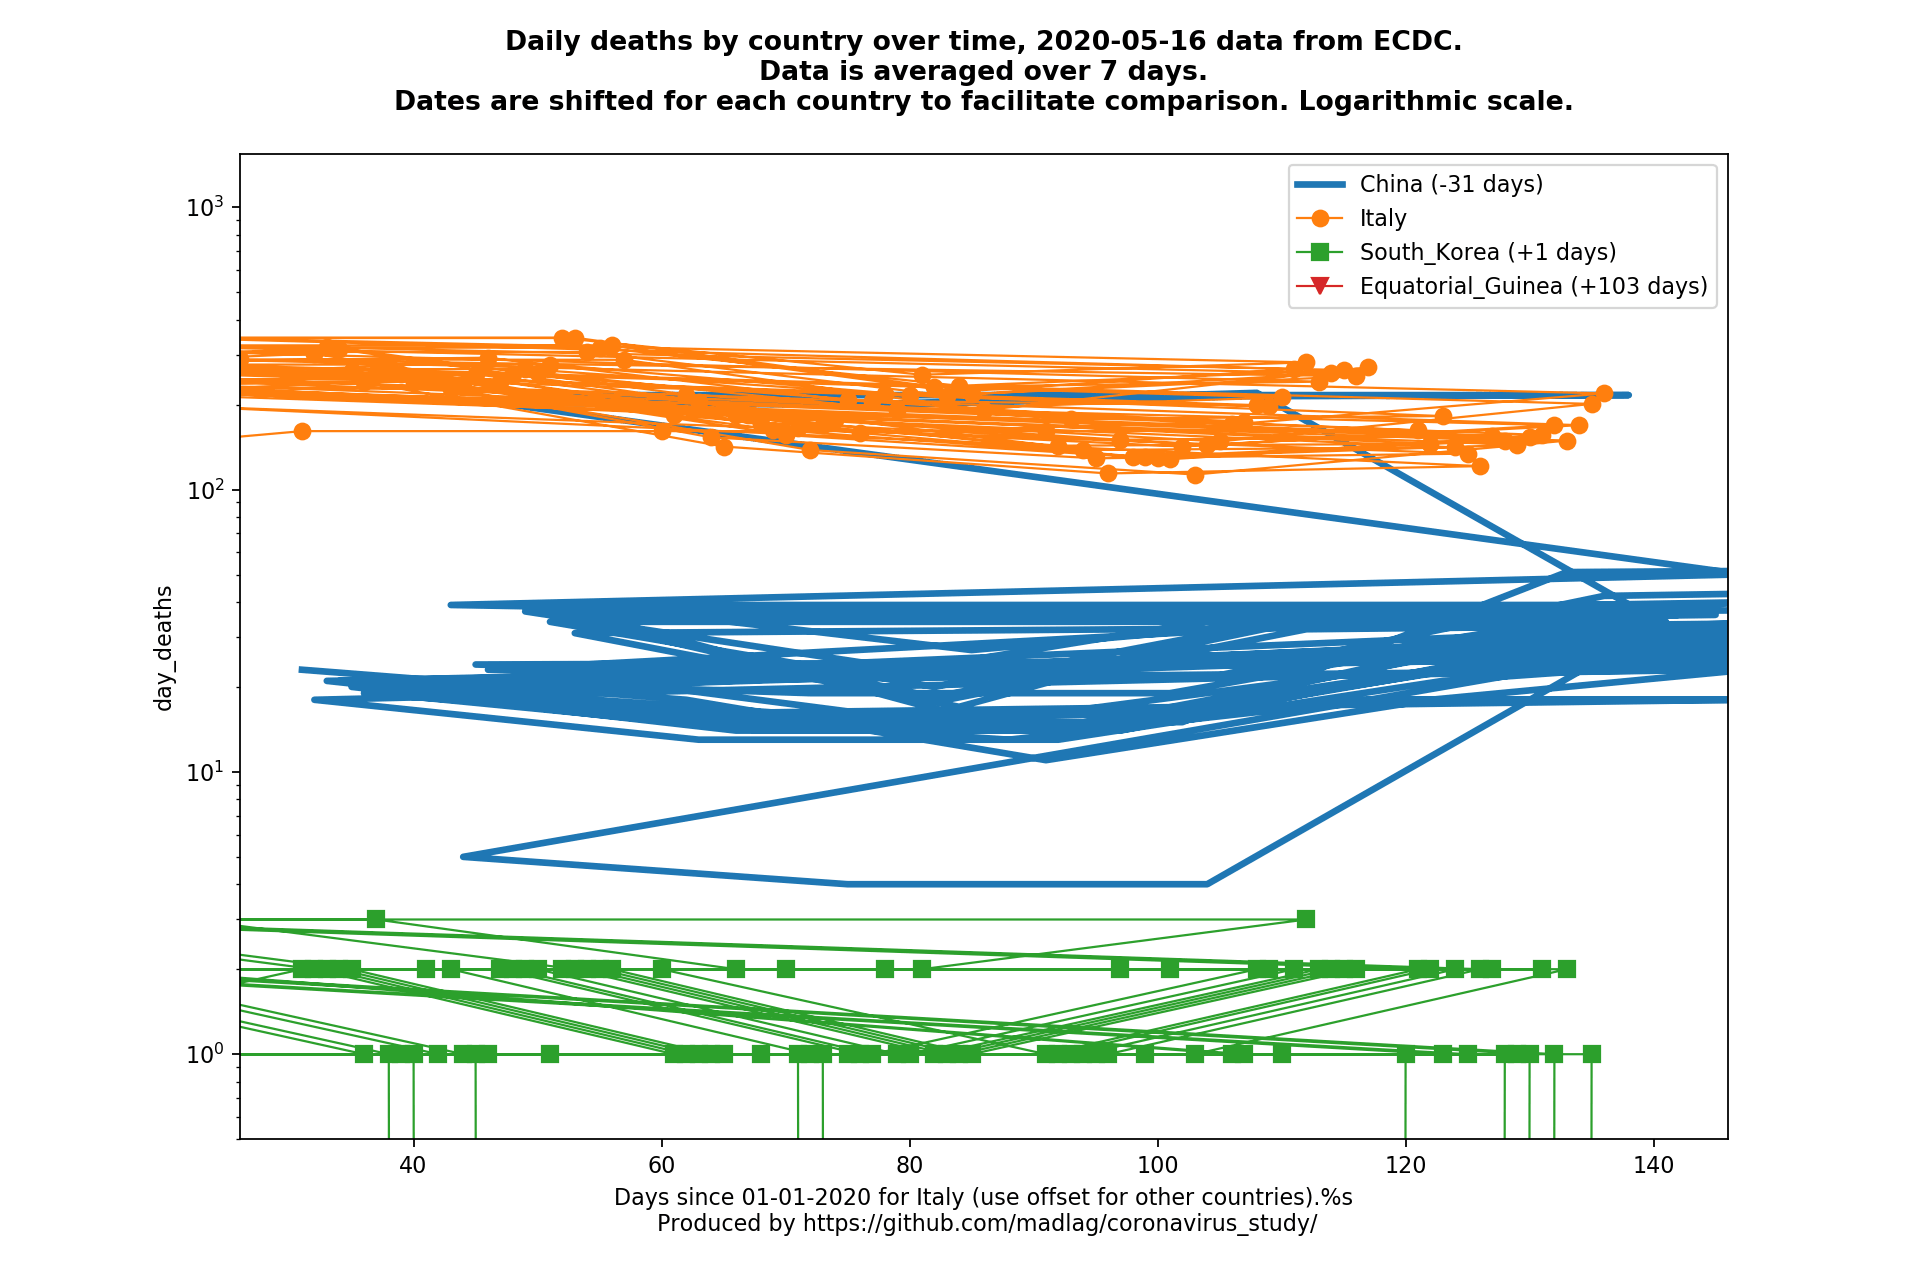 Daily deaths by country over time, 2020-05-16 data from ECDC.
Data is averaged over 7 days.
Dates are shifted for each country to facilitate comparison. Logarithmic scale.
China (-31 days)
Italy
South_Korea (+1 days)
Equatorial_Guinea (+103 days)
day_deaths
10³
10²
10¹
10⁰
40 60 80 100 120 140
Days since 01-01-2020 for Italy (use offset for other countries).%s
Produced by https://github.com/madlag/coronavirus_study/